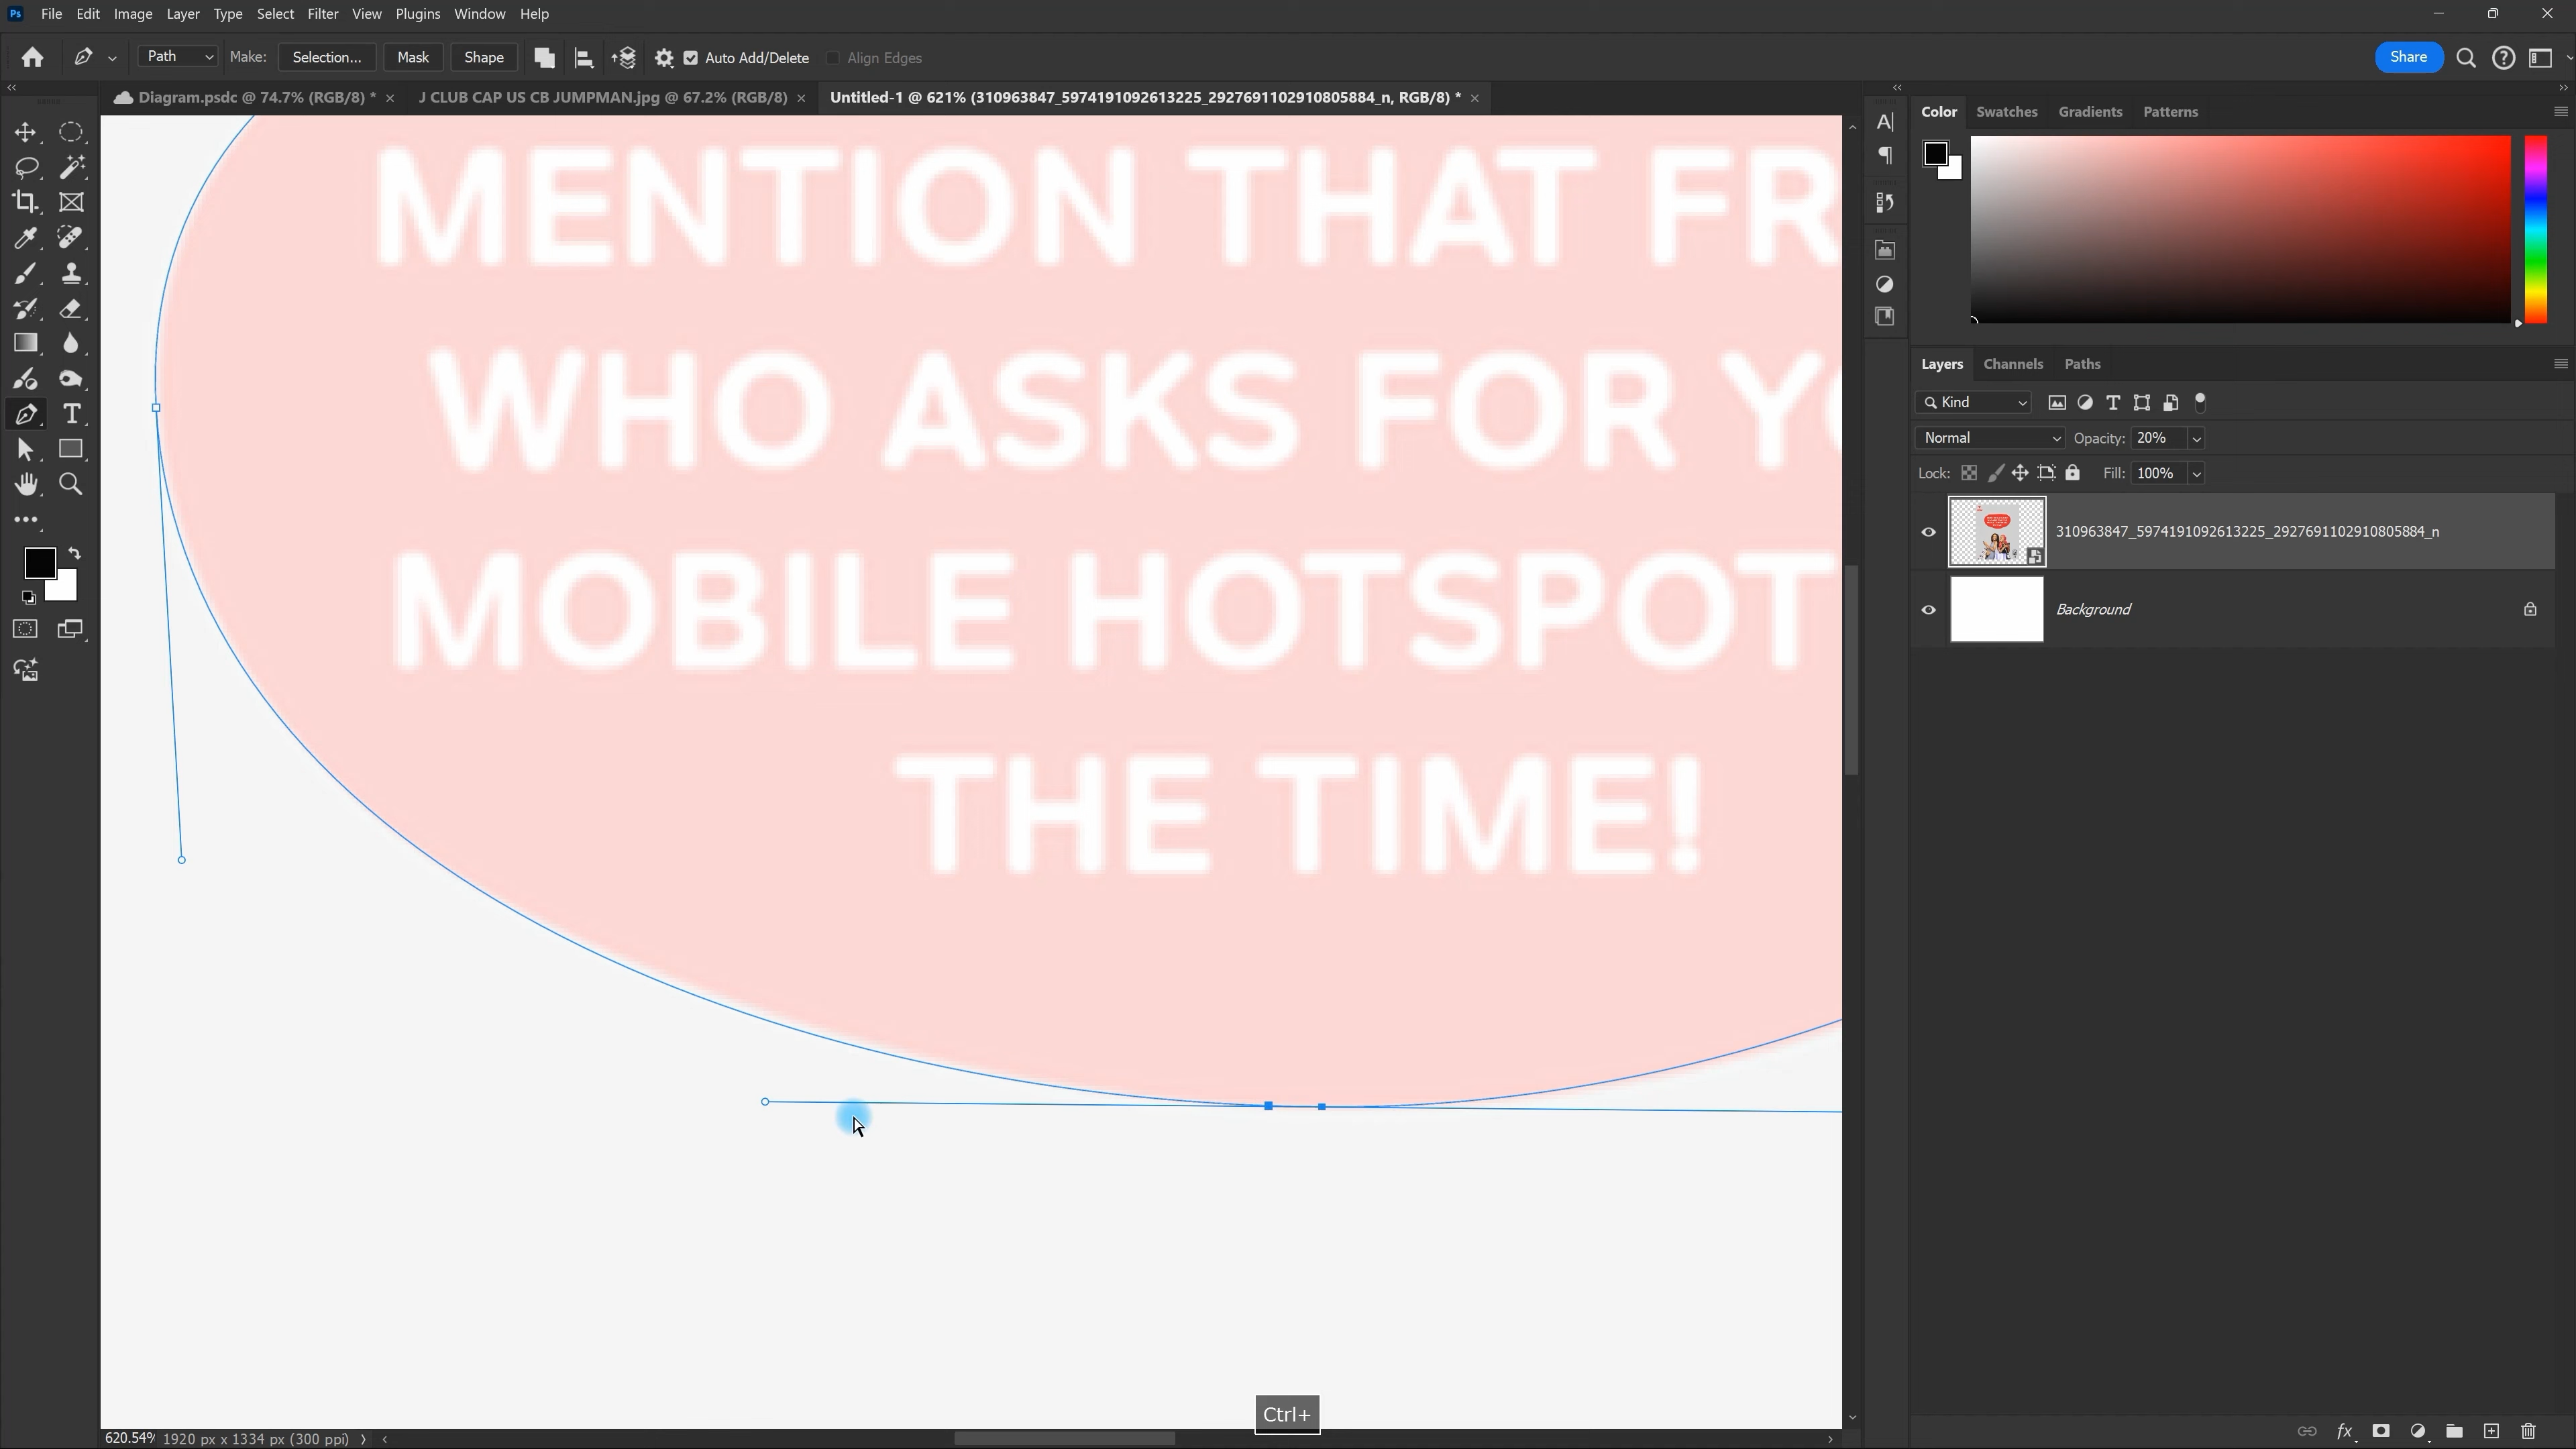 Ps File Edit Image Layer Type Select Filter View Plugins Window Help
Path Make: Selection... Mask Shape Auto Add/Delete Align Edges Share
Diagram.psdc @ 74.7% (RGB/8) * J CLUB CAP US CB JUMPMAN.jpg @ 67.2% (RGB/8) Untitled-1 @ 621% (310963847_5974191092613225_2927691102910805884_n, RGB/8) *
MENTION THAT FR
WHO ASKS FOR YO
MOBILE HOTSPOT
THE TIME!
Ctrl+
620.54% 1920 px x 1334 px (300 ppi)
Color Swatches Gradients Patterns
Layers Channels Paths
Kind
Normal Opacity: 20%
Lock: Fill: 100%
310963847_5974191092613225_2927691102910805884_n
Background
fx